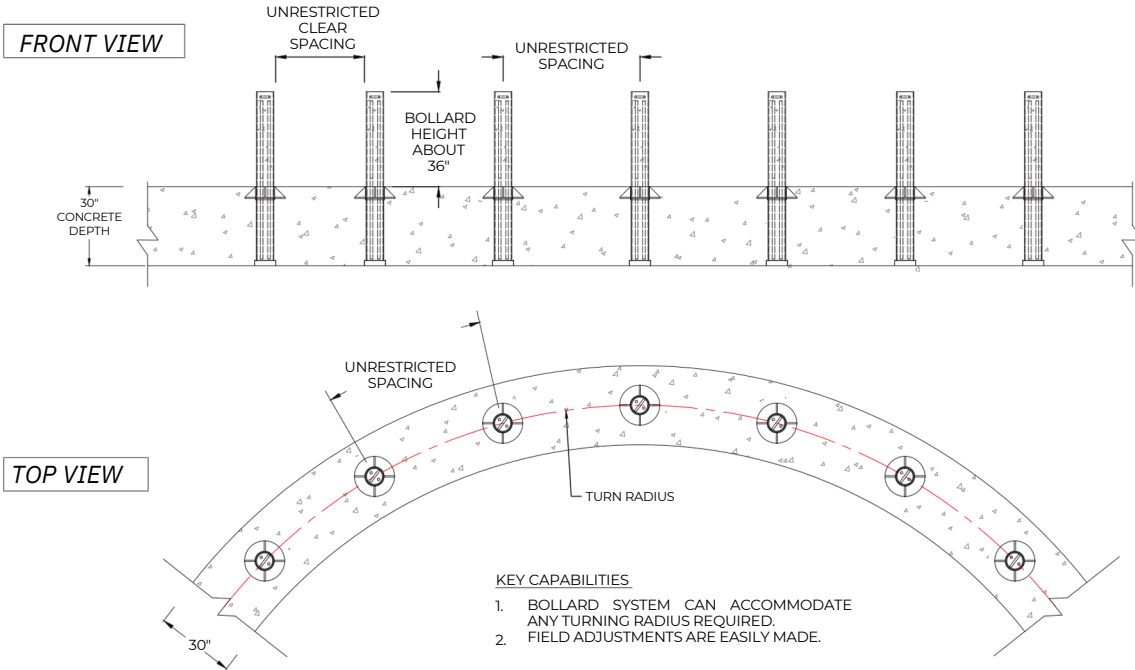 FRONT VIEW
UNRESTRICTED
CLEAR
SPACING
UNRESTRICTED
SPACING
BOLLARD
HEIGHT
ABOUT
36"
30"
CONCRETE
DEPTH
UNRESTRICTED
SPACING
TOP VIEW
TURN RADIUS
30"
KEY CAPABILITIES
1. BOLLARD SYSTEM CAN ACCOMMODATE
ANY TURNING RADIUS REQUIRED.
2. FIELD ADJUSTMENTS ARE EASILY MADE.